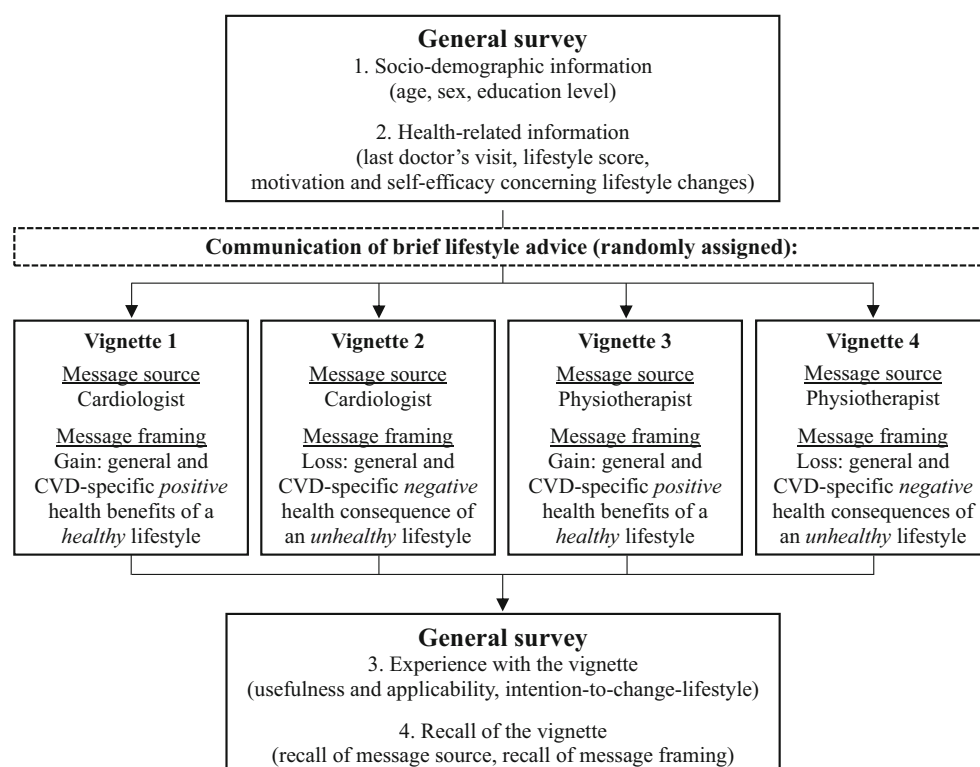 General survey
1. Socio-demographic information
(age, sex, education level)
2. Health-related information
(last doctor's visit, lifestyle score,
motivation and self-efficacy concerning lifestyle changes)
Communication of brief lifestyle advice (randomly assigned):
Vignette 1
Message source
Cardiologist
Message framing
Gain: general and
CVD-specific positive
health benefits of a
healthy lifestyle
Vignette 2
Message source
Cardiologist
Message framing
Loss: general and
CVD-specific negative
health consequence of
an unhealthy lifestyle
Vignette 3
Message source
Physiotherapist
Message framing
Gain: general and
CVD-specific positive
health benefits of a
healthy lifestyle
Vignette 4
Message source
Physiotherapist
Message framing
Loss: general and
CVD-specific negative
health consequences of
an unhealthy lifestyle
General survey
3. Experience with the vignette
(usefulness and applicability, intention-to-change-lifestyle)
4. Recall of the vignette
(recall of message source, recall of message framing)